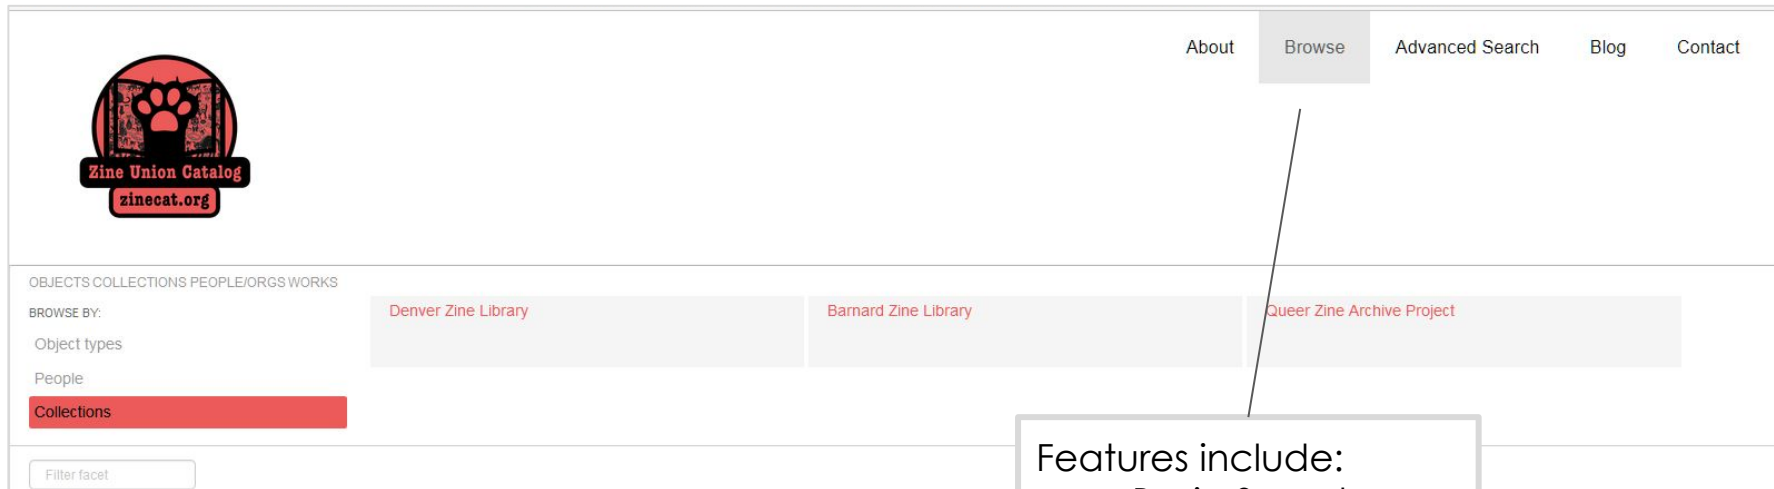 About Browse Advanced Search Blog Contact
Zine Union Catalog
zinecat.org
OBJECTS COLLECTIONS PEOPLE/ORGS WORKS
BROWSE BY:
Object types
People
Collections
Filter facet
Denver Zine Library Barnard Zine Library Queer Zine Archive Project
Features include: